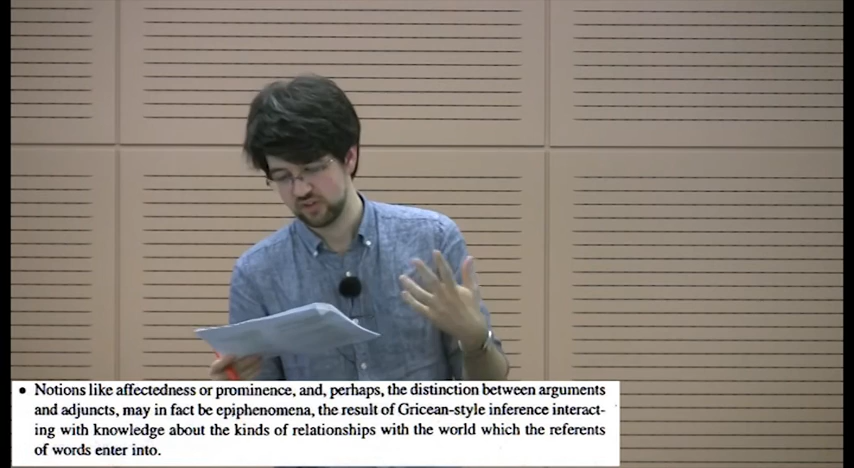 • Notions like affectedness or prominence, and, perhaps, the distinction between arguments
and adjuncts, may in fact be epiphenomena, the result of Gricean-style inference interact-
ing with knowledge about the kinds of relationships with the world which the referents
of words enter into.